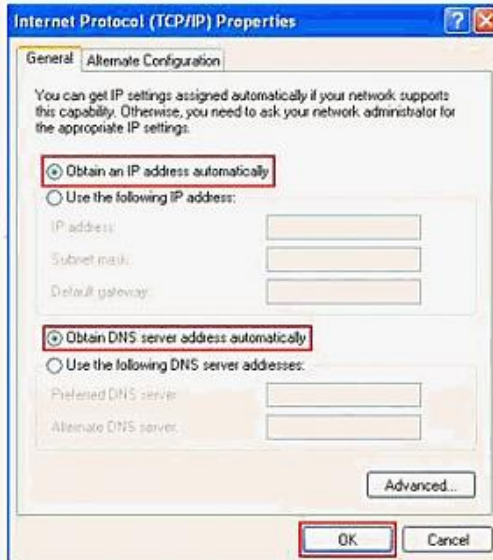 Internet Protocol (TCP/IP) Properties
General
Alternate Configuration
You can get IP settings assigned automatically if your network supports
this capability. Otherwise, you need to ask your network administrator for
the appropriate IP settings.
Obtain an IP address automatically
Use the following IP address:
IP address:
Subnet mask:
Default gateway:
Obtain DNS server address automatically
Use the following DNS server addresses:
Preferred DNS server:
Alternate DNS server:
Advanced...
OK
Cancel